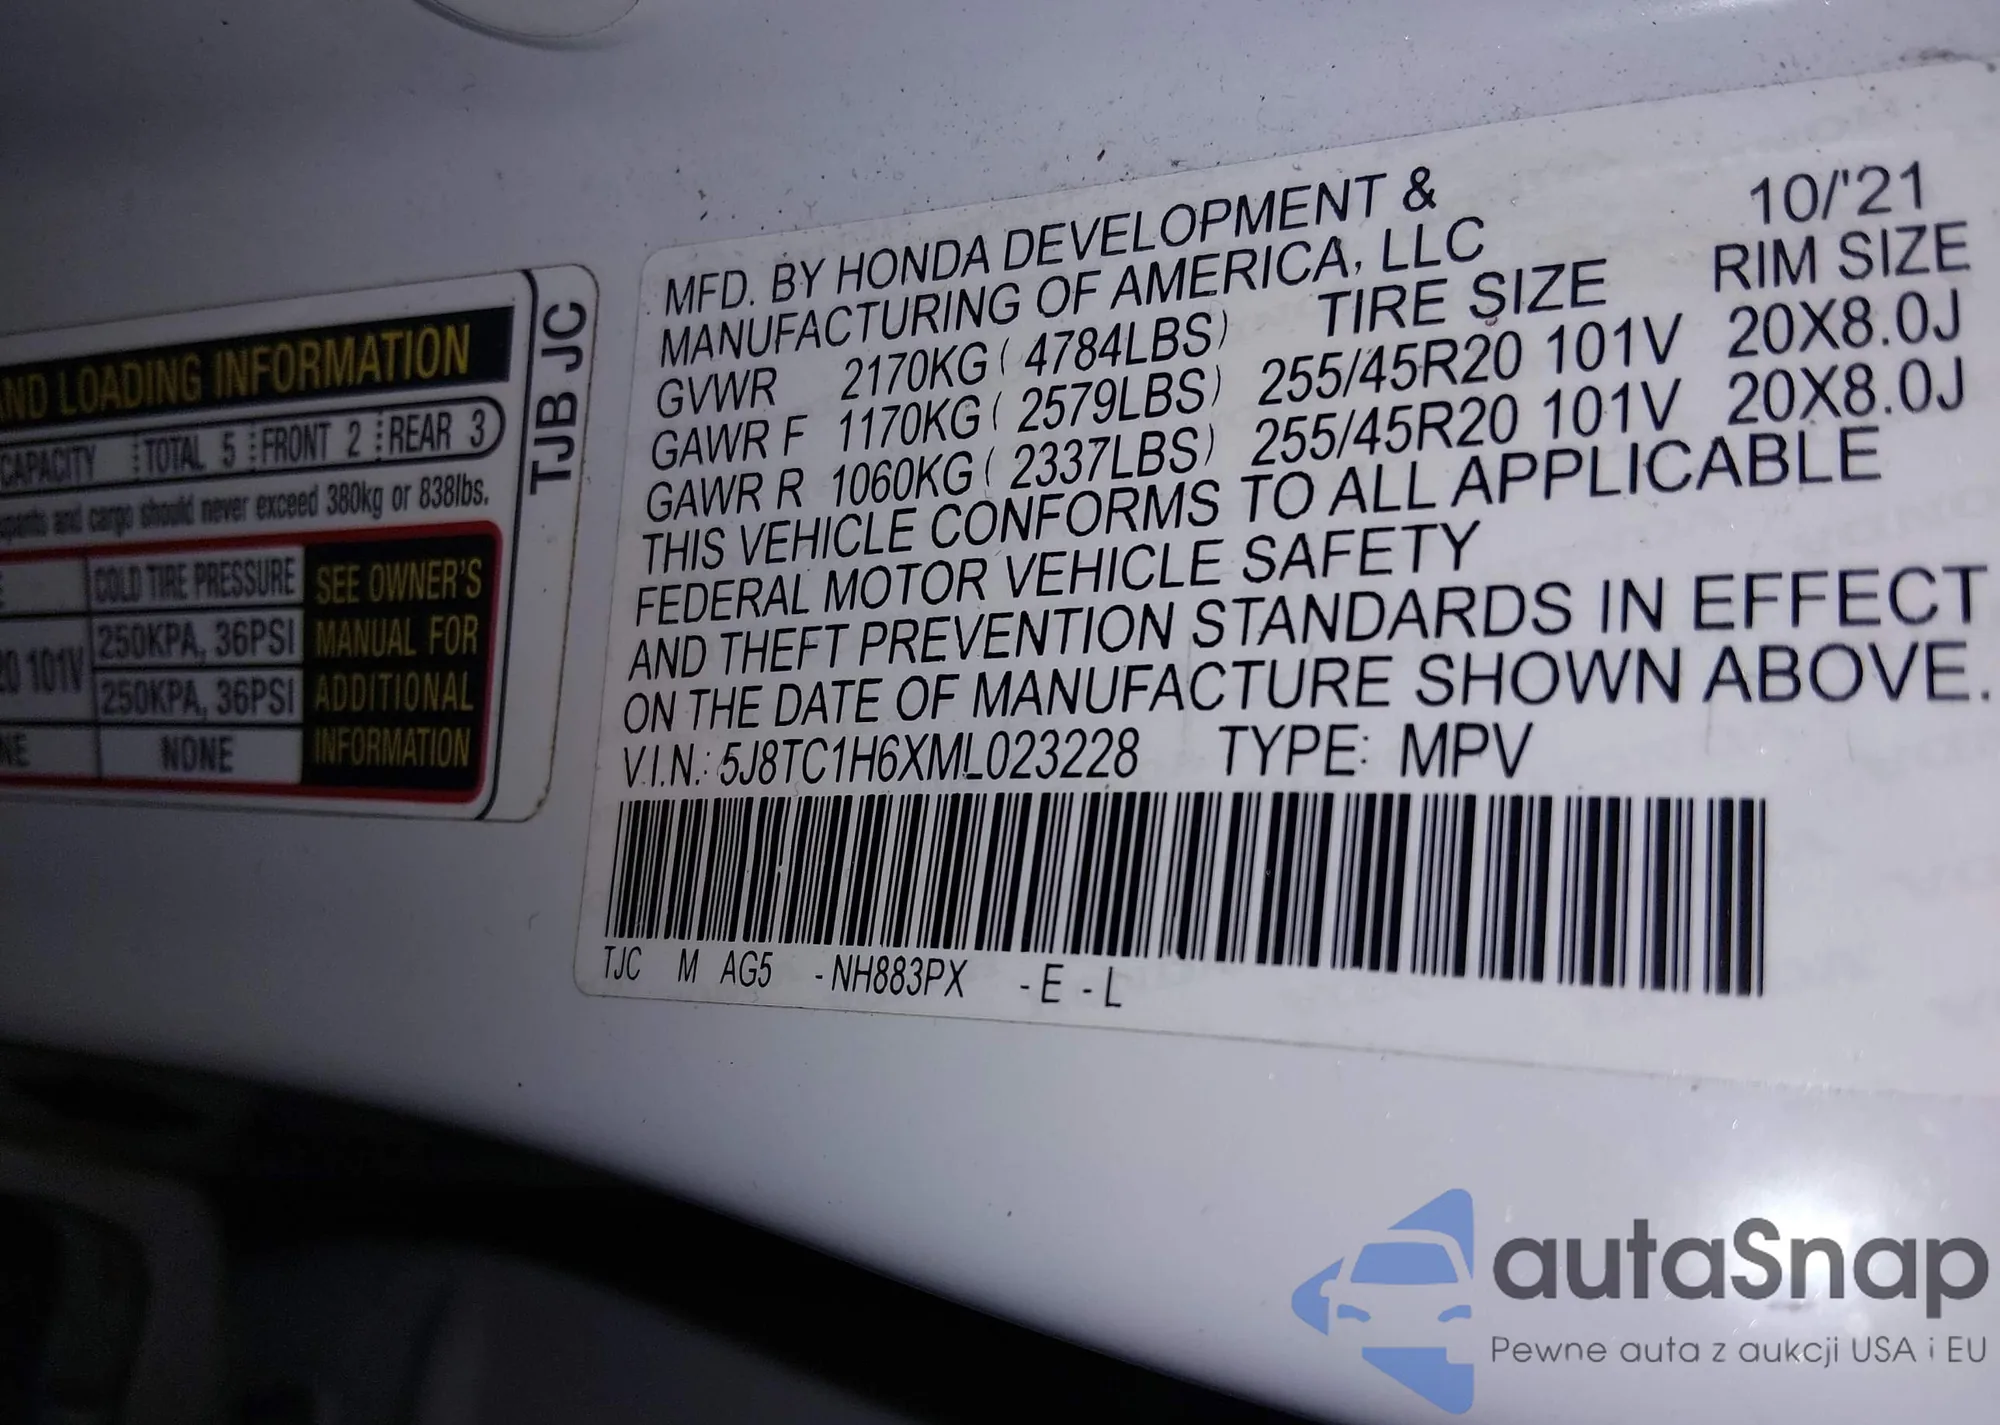 ND LOADING INFORMATION
CAPACITY TOTAL 5 FRONT 2 REAR 3
and cargo should never exceed 380kg or 838lbs.
COLD TIRE PRESSURE
20 101V 250KPA, 36PSI
250KPA, 36PSI
NE NONE
SEE OWNER'S
MANUAL FOR
ADDITIONAL
INFORMATION
TJB JC
MFD. BY HONDA DEVELOPMENT & 10/'21
MANUFACTURING OF AMERICA, LLC
TIRE SIZE RIM SIZE
GVWR 2170KG ( 4784LBS)
GAWR F 1170KG ( 2579LBS) 255/45R20 101V 20X8.0J
GAWR R 1060KG ( 2337LBS) 255/45R20 101V 20X8.0J
THIS VEHICLE CONFORMS TO ALL APPLICABLE
FEDERAL MOTOR VEHICLE SAFETY
AND THEFT PREVENTION STANDARDS IN EFFECT
ON THE DATE OF MANUFACTURE SHOWN ABOVE.
V.I.N.: 5J8TC1H6XML023228 TYPE: MPV
TJC M AG5 -NH883PX -E -L
autaSnap
Pewne auta z aukcji USA i EU